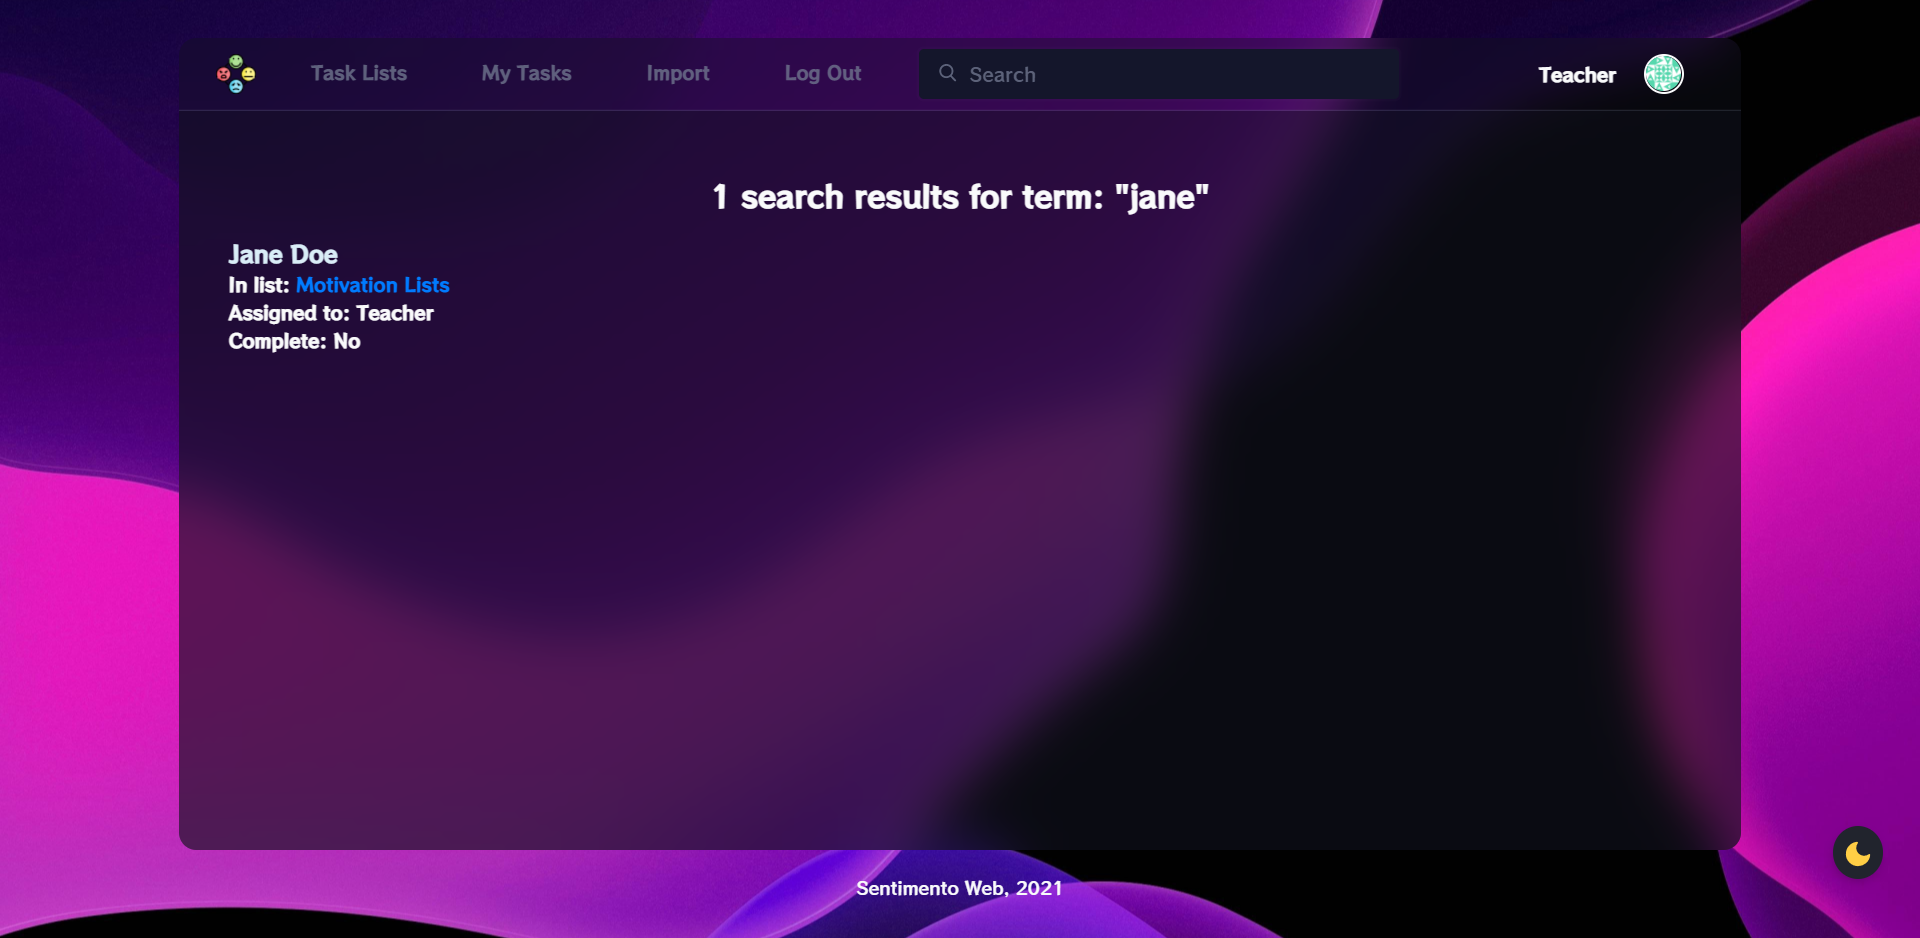 Task Lists My Tasks Import Log Out Search Teacher
1 search results for term: "jane"
Jane Doe
In list: Motivation Lists
Assigned to: Teacher
Complete: No
Sentimento Web, 2021